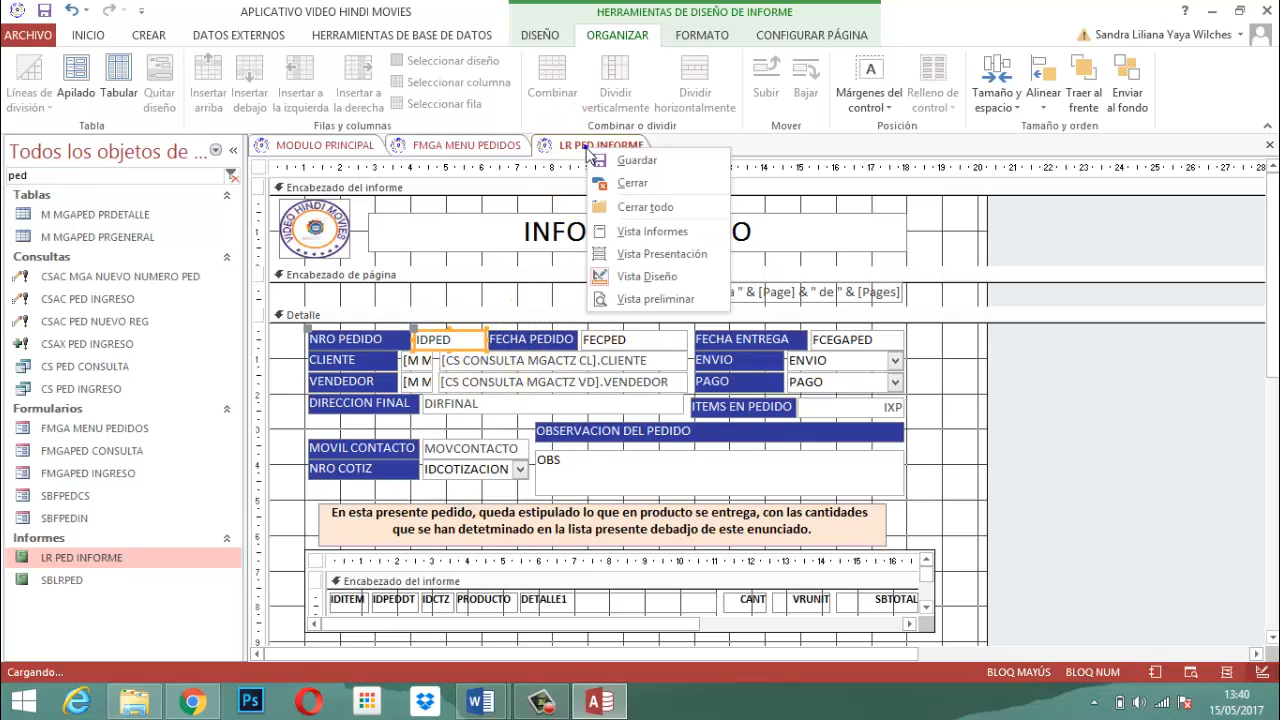 APLICATIVO VIDEO HINDI MOVIES
HERRAMIENTAS DE DISEÑO DE INFORME
ARCHIVO INICIO CREAR DATOS EXTERNOS HERRAMIENTAS DE BASE DE DATOS DISEÑO ORGANIZAR FORMATO CONFIGURAR PÁGINA Sandra Liliana Yaya Wilches
Líneas de división
Apilado
Tabular
Quitar diseño
Insertar arriba
Insertar debajo
Insertar a la izquierda
Insertar a la derecha
Seleccionar diseño
Seleccionar columna
Seleccionar fila
Combinar
Dividir verticalmente
Dividir horizontalmente
Subir
Bajar
Márgenes del control
Relleno de control
Tamaño y espacio
Alinear
Traer al frente
Enviar al fondo
Tabla
Filas y columnas
Combinar o dividir
Mover
Posición
Tamaño y orden
Todos los objetos de ...
ped
Tablas
M MGAPED PRDETALLE
M MGAPED PRGENERAL
Consultas
CSAC MGA NUEVO NUMERO PED
CSAC PED INGRESO
CSAC PED NUEVO REG
CSAX PED INGRESO
CS PED CONSULTA
CS PED INGRESO
Formularios
FMGA MENU PEDIDOS
FMGAPED CONSULTA
FMGAPED INGRESO
SBFPEDCS
SBFPEDIN
Informes
LR PED INFORME
SBLRPED
MODULO PRINCIPAL
FMGA MENU PEDIDOS
LR PED INFORME
Guardar
Cerrar
Cerrar todo
Vista Informes
Vista Presentación
Vista Diseño
Vista preliminar
Encabezado del informe
VIDEO HINDI MOVIES
INFO
O
Encabezado de página
a " & [Page] & " de " & [Pages]
Detalle
NRO PEDIDO IDPED FECHA PEDIDO FECPED FECHA ENTREGA FCEGAPED
CLIENTE [M M [CS CONSULTA MGACTZ CL].CLIENTE ENVIO ENVIO
VENDEDOR [M M [CS CONSULTA MGACTZ VD].VENDEDOR PAGO PAGO
DIRECCION FINAL DIRFINAL ITEMS EN PEDIDO IXP
OBSERVACION DEL PEDIDO
MOVIL CONTACTO MOVCONTACTO
OBS
NRO COTIZ IDCOTIZACION
En esta presente pedido, queda estipulado lo que en producto se entrega, con las cantidades
que se han detetminado en la lista presente debadjo de este enunciado.
Encabezado del informe
IDITEM IDPEDDT IDCTZ PRODUCTO DETALLE1 CANT VRUNIT SBTOTAL
Cargando...
BLOQ MAYÚS BLOQ NUM
13:40
15/05/2017